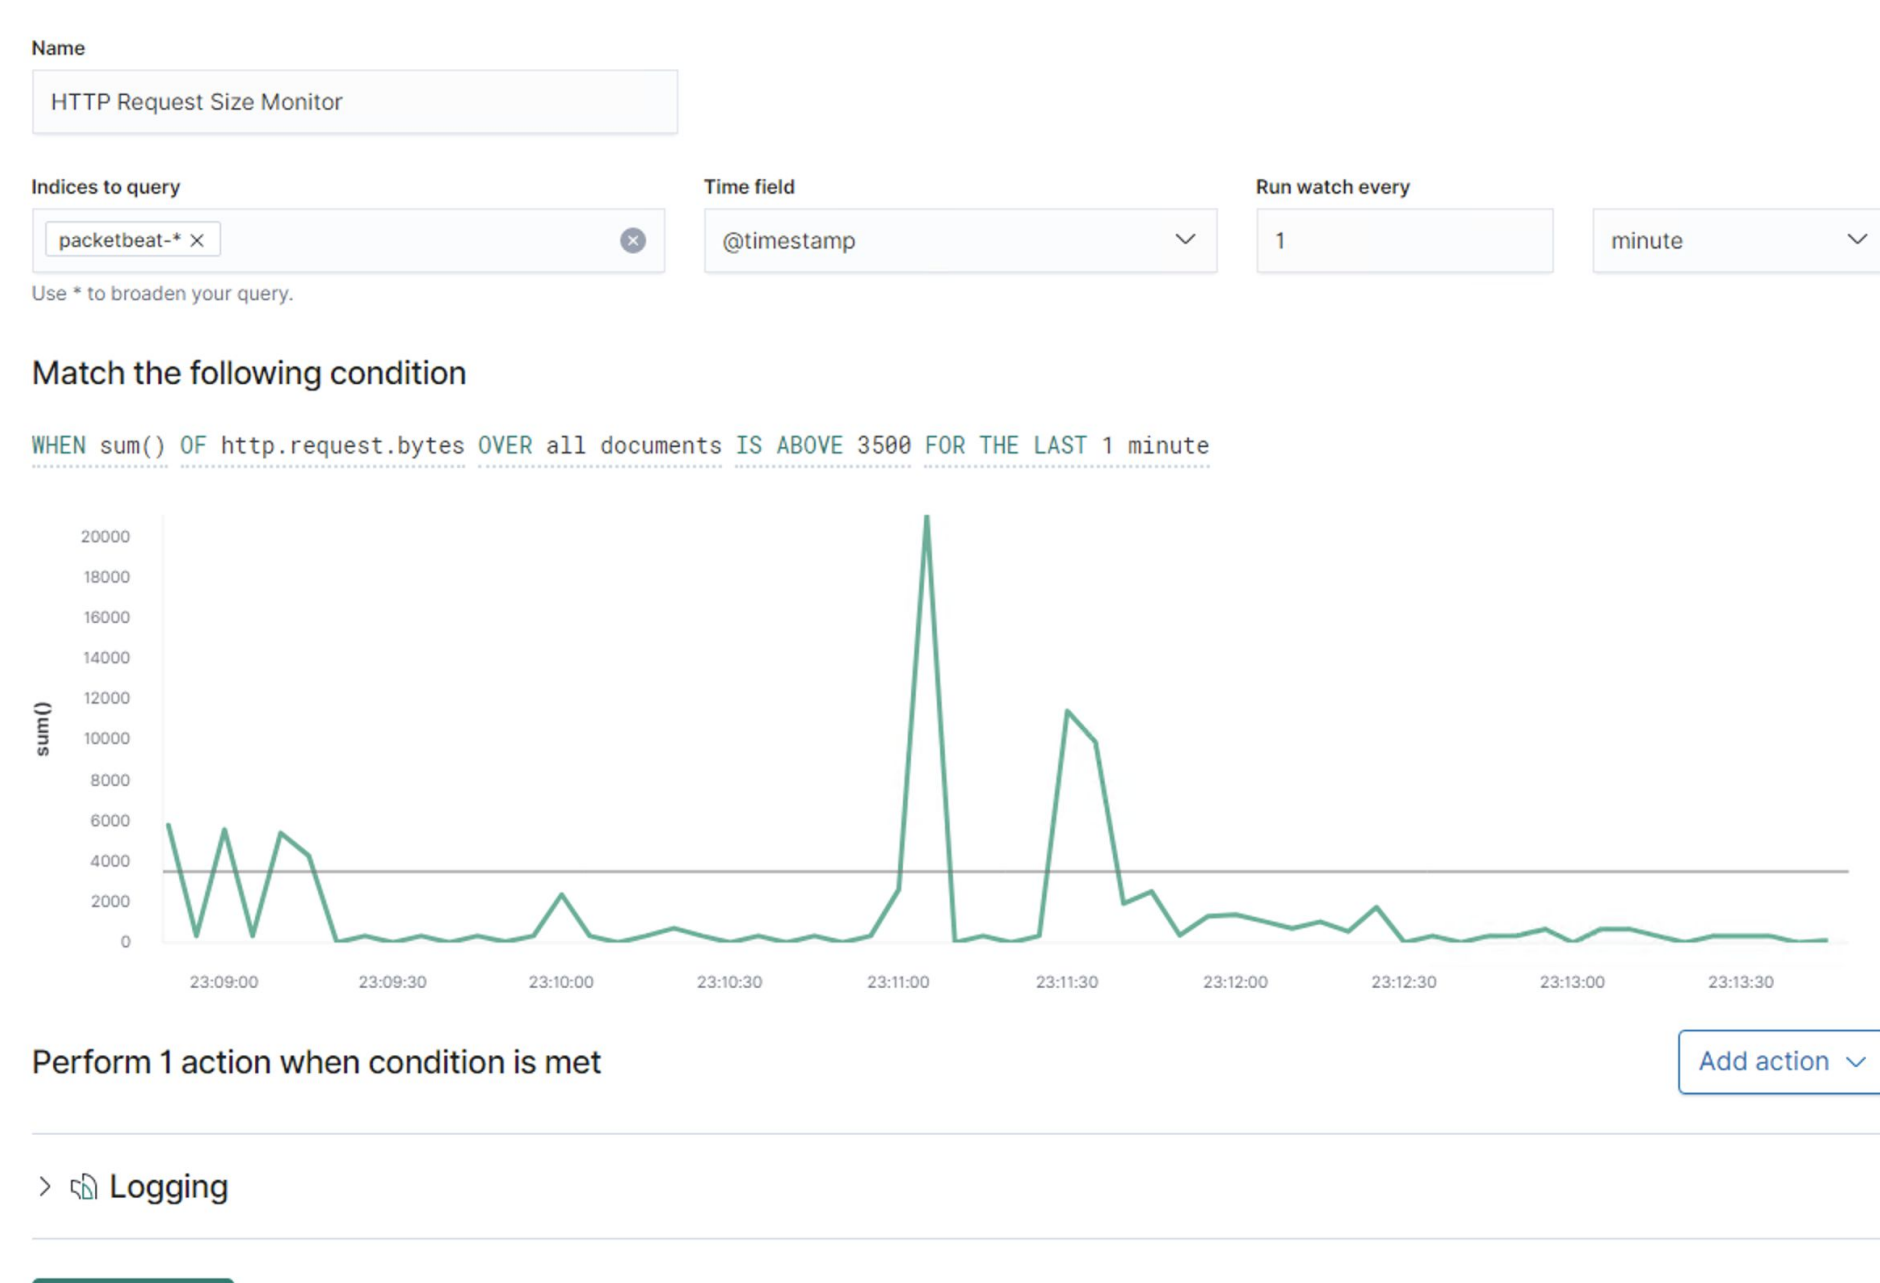 Name
HTTP Request Size Monitor
Indices to query
Time field
Run watch every
packetbeat-*
@timestamp
1
minute
Use * to broaden your query.
Match the following condition
WHEN sum() OF http.request.bytes OVER all documents IS ABOVE 3500 FOR THE LAST 1 minute
20000
18000
16000
14000
12000
10000
8000
6000
4000
2000
0
sum()
23:09:00 23:09:30 23:10:00 23:10:30 23:11:00 23:11:30 23:12:00 23:12:30 23:13:00 23:13:30
Perform 1 action when condition is met
Add action
Logging